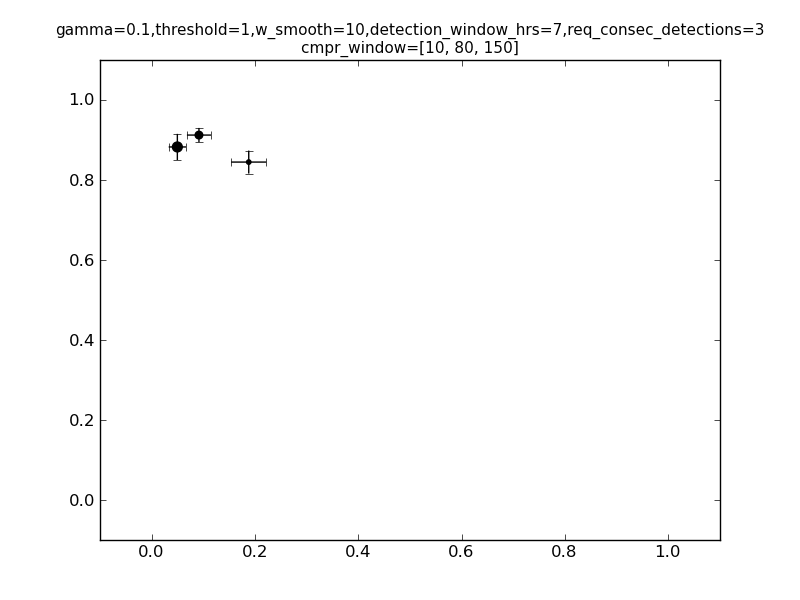 gamma=0.1,threshold=1,w_smooth=10,detection_window_hrs=7,req_consec_detections=3
cmpr_window=[10, 80, 150]
1.0
0.8
0.6
0.4
0.2
0.0
0.0 0.2 0.4 0.6 0.8 1.0